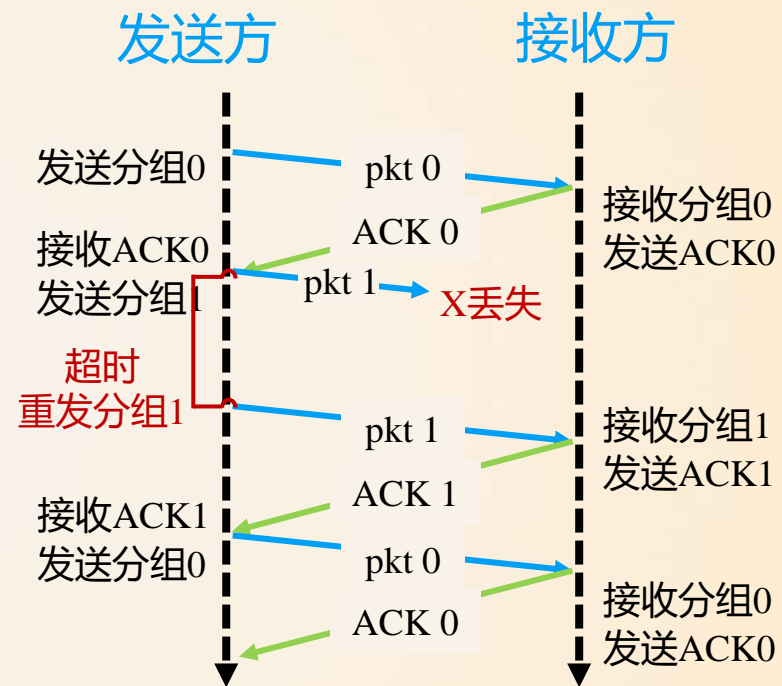 发送方
接收方
发送分组0
pkt 0
接收分组0
发送ACK0
ACK 0
接收ACK0
发送分组1
pkt 1
X丢失
超时
重发分组1
pkt 1
接收分组1
发送ACK1
ACK 1
接收ACK1
发送分组0
pkt 0
接收分组0
发送ACK0
ACK 0